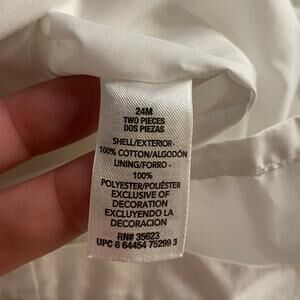 24M
TWO PIECES
DOS PIEZAS
SHELL/EXTERIOR-
100% COTTON/ALGODÓN
LINING/FORRO -
100%
POLYESTER/POLIÉSTER
EXCLUSIVE OF
DECORATION
EXCLUYENDO LA
DECORACIÓN
RN# 35623
UPC 6 64454 75299 3